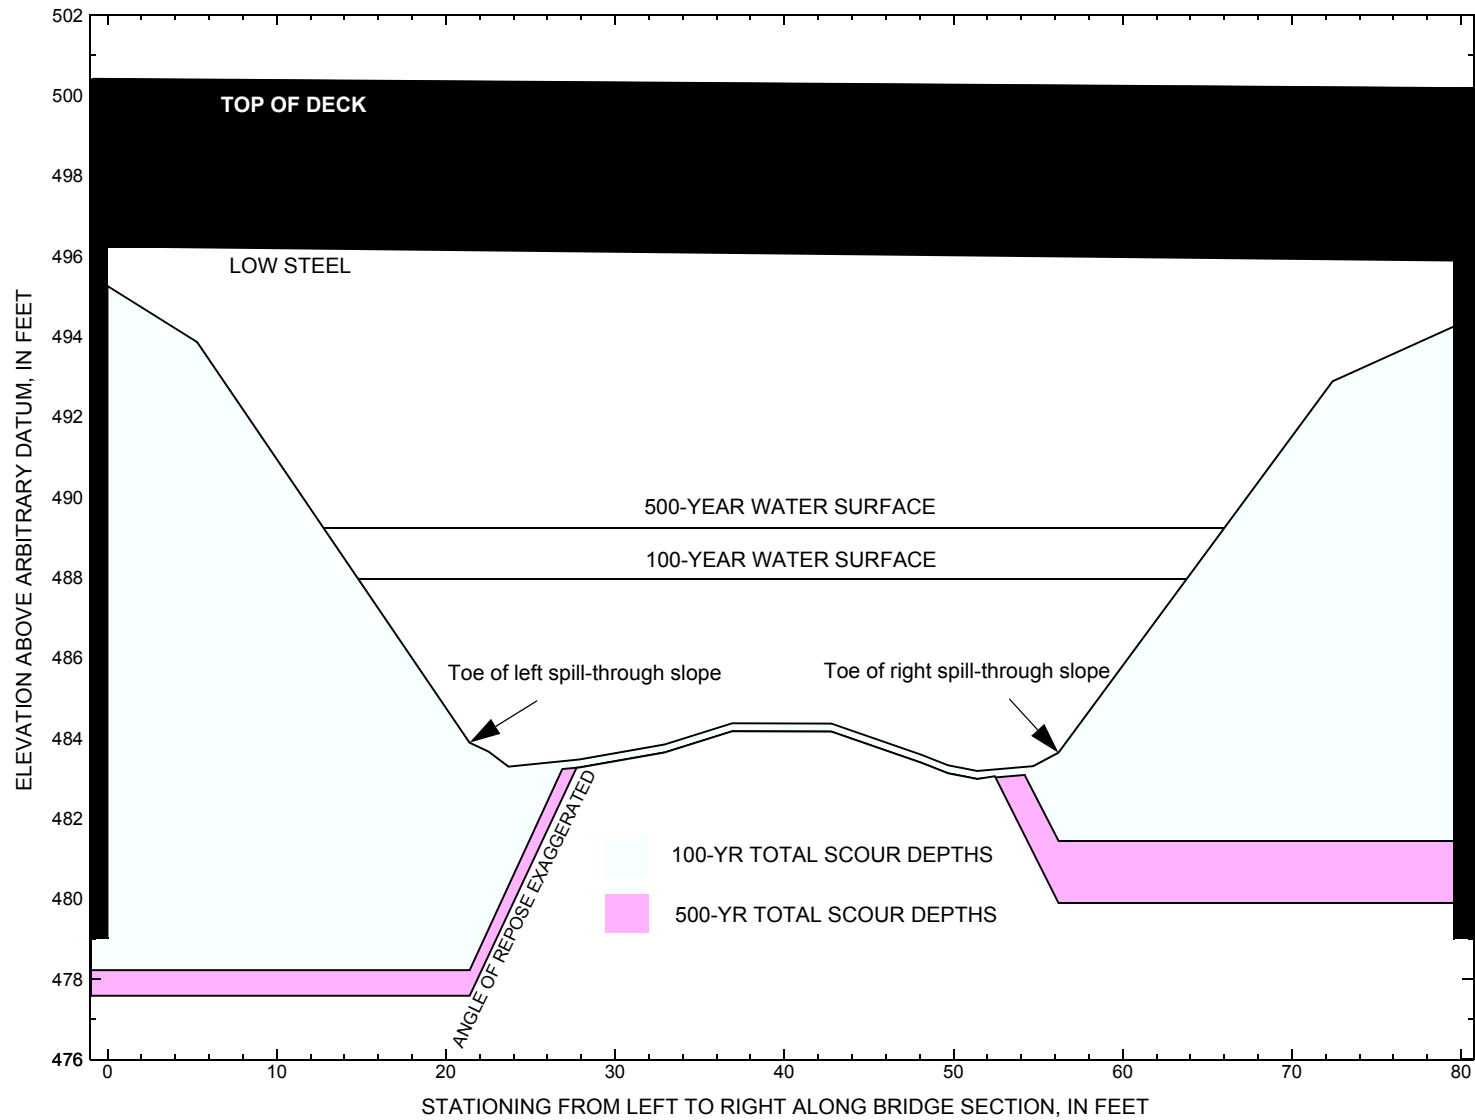 502
500
498
496
494
492
490
488
486
484
482
480
478
476
ELEVATION ABOVE ARBITRARY DATUM, IN FEET
TOP OF DECK
LOW STEEL
500-YEAR WATER SURFACE
100-YEAR WATER SURFACE
Toe of left spill-through slope
Toe of right spill-through slope
ANGLE OF REPOSE EXAGGERATED
100-YR TOTAL SCOUR DEPTHS
500-YR TOTAL SCOUR DEPTHS
0 10 20 30 40 50 60 70 80
STATIONING FROM LEFT TO RIGHT ALONG BRIDGE SECTION, IN FEET